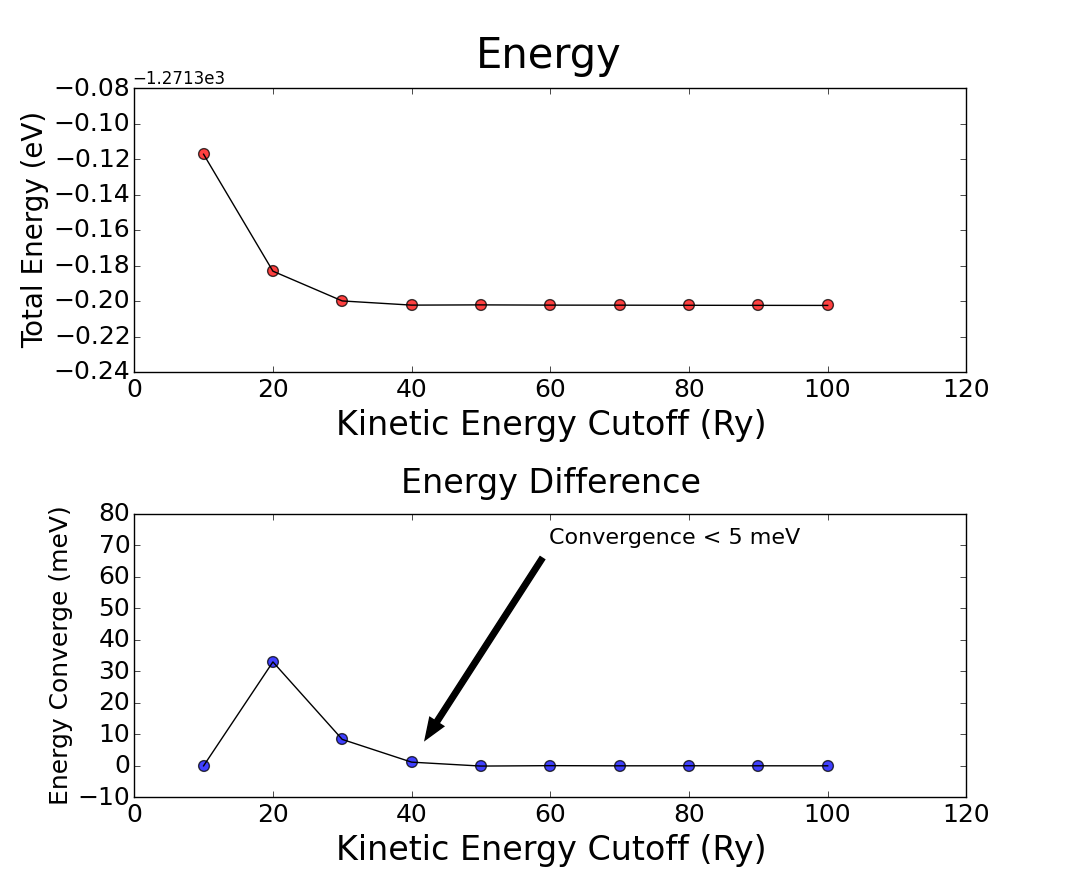 Energy
−1.2713e3
−0.08
−0.10
−0.12
−0.14
−0.16
−0.18
−0.20
−0.22
−0.24
Total Energy (eV)
0 20 40 60 80 100 120
Kinetic Energy Cutoff (Ry)
Energy Difference
80
70
60
50
40
30
20
10
0
−10
Energy Converge (meV)
Convergence < 5 meV
0 20 40 60 80 100 120
Kinetic Energy Cutoff (Ry)